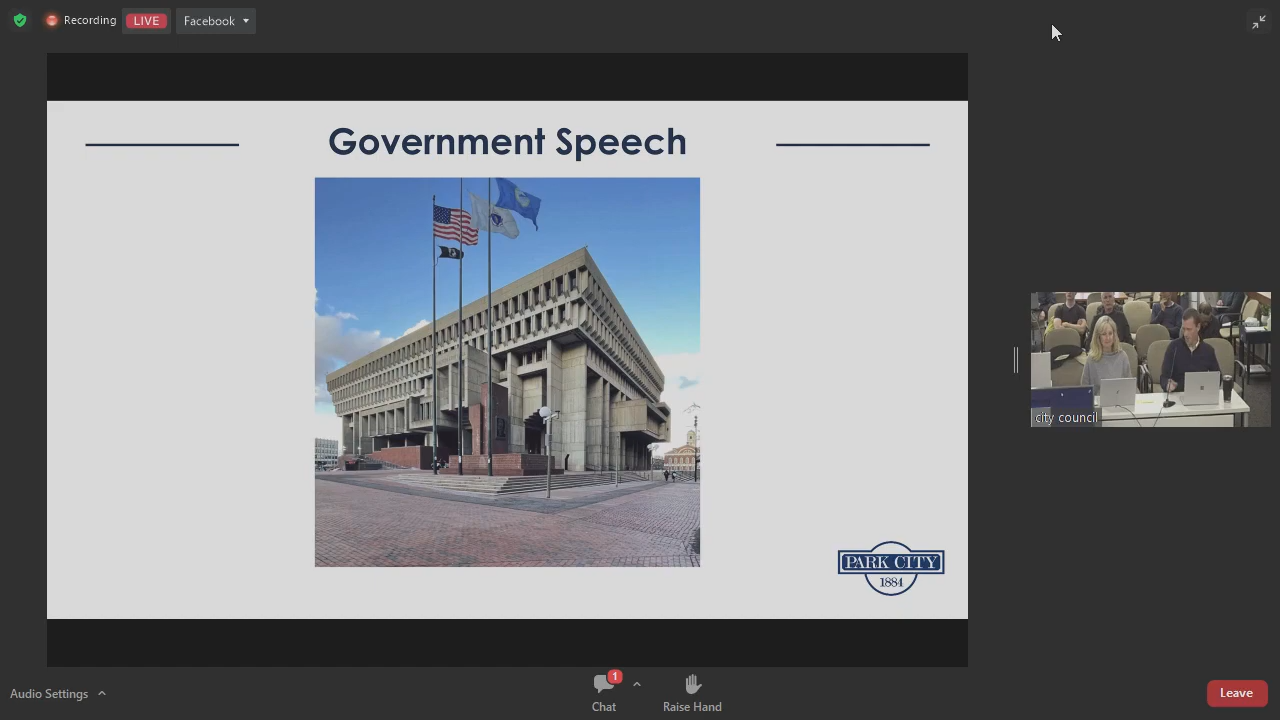 Recording
LIVE
Facebook
Government Speech
PARK CITY
1884
city council
Audio Settings
1
Chat
Raise Hand
Leave